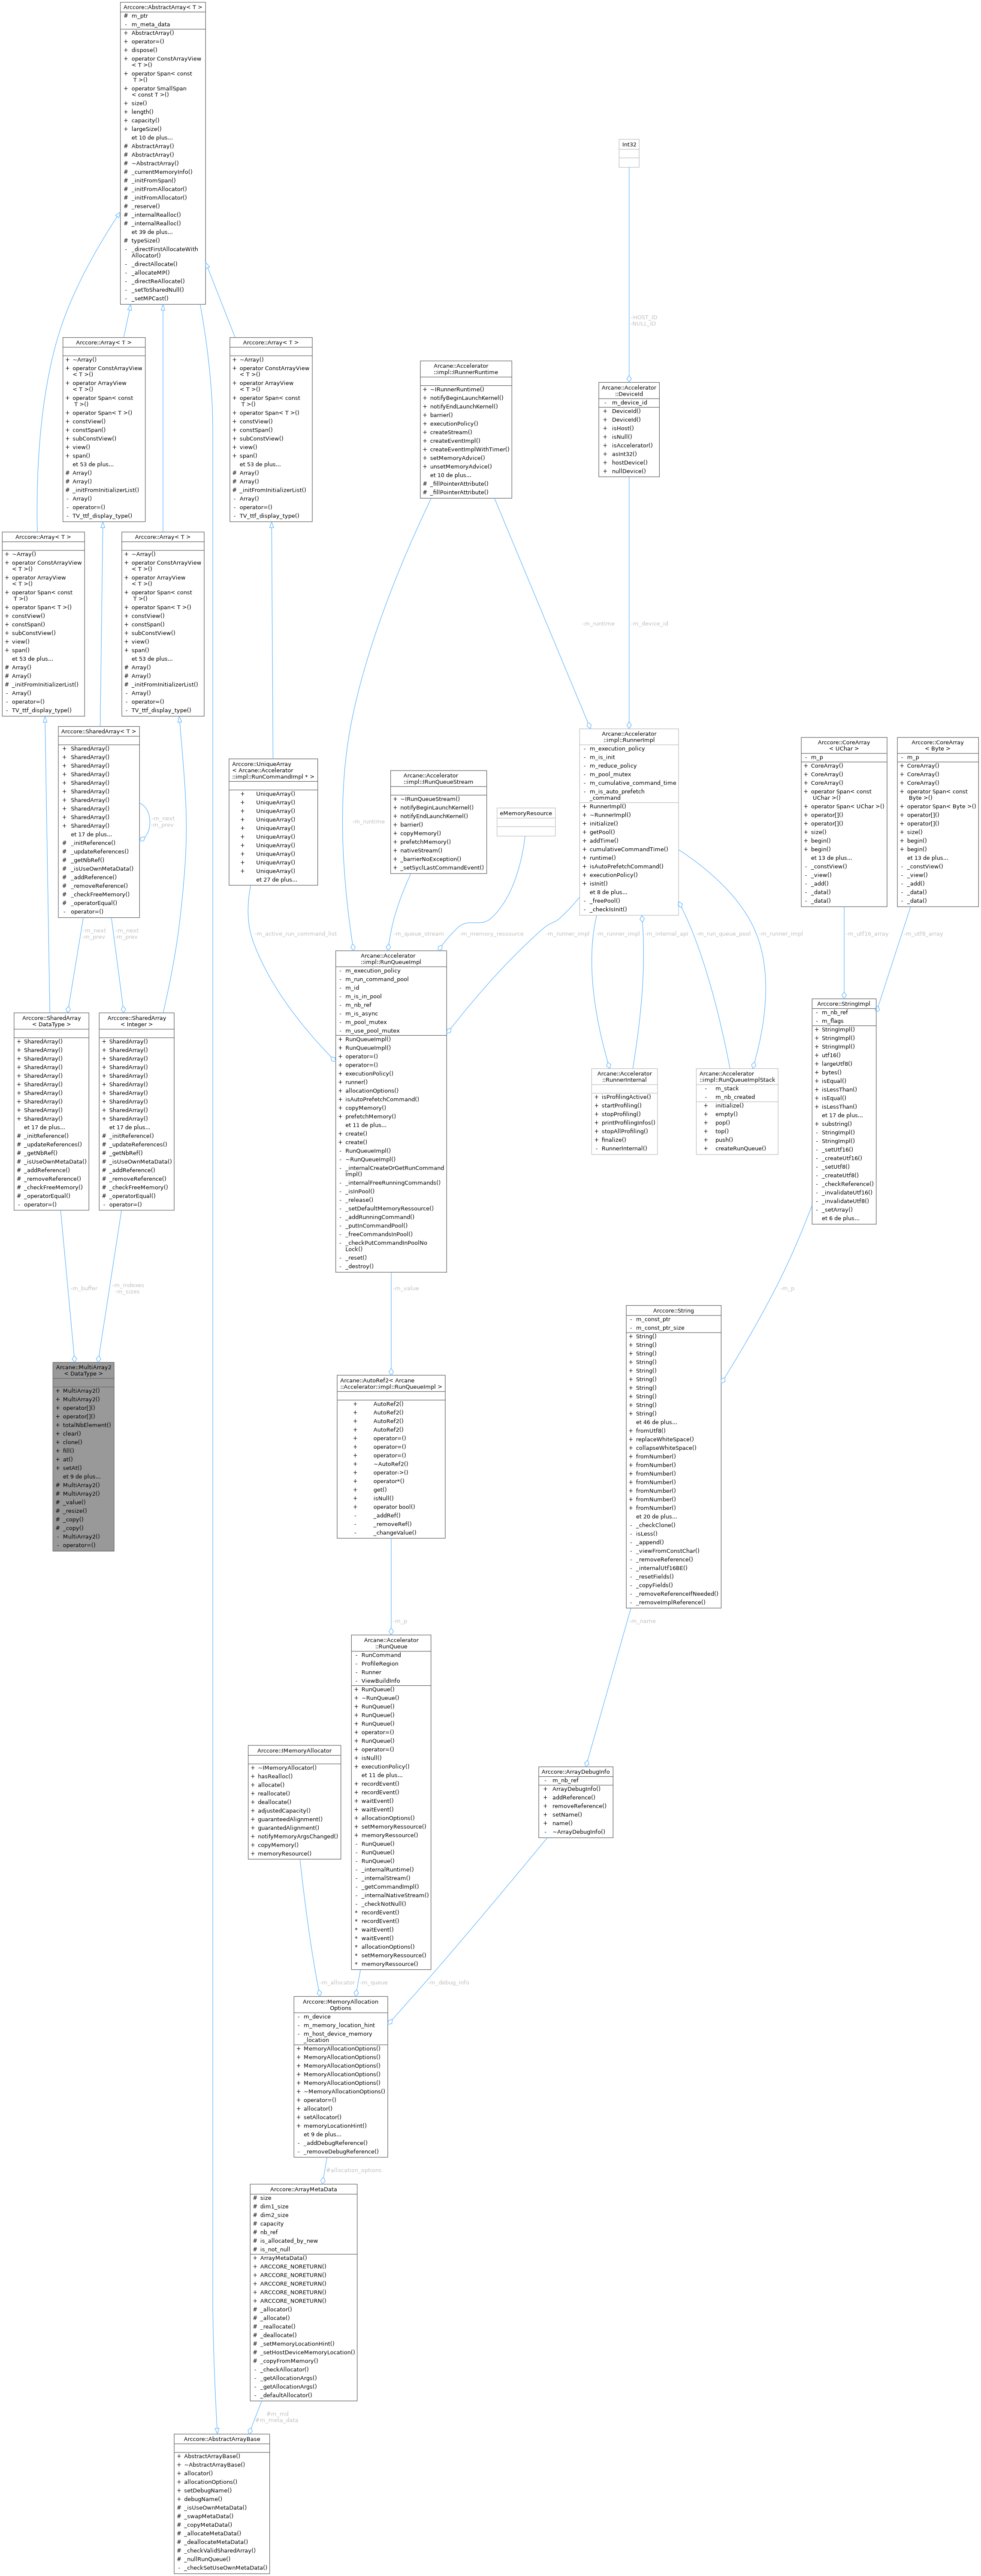 Arccore::AbstractArray< T >
# m_ptr
- m_meta_data
+ AbstractArray()
+ operator=()
+ dispose()
+ operator ConstArrayView
< T >()
+ operator Span< const
T >()
+ operator SmallSpan
< const T >()
+ size()
+ length()
+ capacity()
+ largeSize()
et 10 de plus...
# AbstractArray()
# AbstractArray()
# ~AbstractArray()
# _currentMemoryInfo()
# _initFromSpan()
# _initFromAllocator()
# _initFromAllocator()
# _reserve()
# _internalRealloc()
# _internalRealloc()
et 39 de plus...
# typeSize()
- _directFirstAllocateWith
Allocator()
- _directAllocate()
- _allocateMP()
- _directReAllocate()
- _setToSharedNull()
- _setMPCast()
Int32
-HOST_ID
-NULL_ID
Arccore::Array< T >
+ ~Array()
+ operator ConstArrayView
< T >()
+ operator ArrayView
< T >()
+ operator Span< const
T >()
+ operator Span< T >()
+ constView()
+ constSpan()
+ subConstView()
+ view()
+ span()
et 53 de plus...
# Array()
# Array()
# _initFromInitializerList()
- Array()
- operator=()
- TV_ttf_display_type()
Arccore::Array< T >
+ ~Array()
+ operator ConstArrayView
< T >()
+ operator ArrayView
< T >()
+ operator Span< const
T >()
+ operator Span< T >()
+ constView()
+ constSpan()
+ subConstView()
+ view()
+ span()
et 53 de plus...
# Array()
# Array()
# _initFromInitializerList()
- Array()
- operator=()
- TV_ttf_display_type()
Arcane::Accelerator
::impl::IRunnerRuntime
+ ~IRunnerRuntime()
+ notifyBeginLaunchKernel()
+ notifyEndLaunchKernel()
+ barrier()
+ executionPolicy()
+ createStream()
+ createEventImpl()
+ createEventImplWithTimer()
+ setMemoryAdvice()
+ unsetMemoryAdvice()
et 10 de plus...
# _fillPointerAttribute()
# _fillPointerAttribute()
Arcane::Accelerator
::DeviceId
- m_device_id
+ DeviceId()
+ DeviceId()
+ isHost()
+ isNull()
+ isAccelerator()
+ asInt32()
+ hostDevice()
+ nullDevice()
Arccore::Array< T >
+ ~Array()
+ operator ConstArrayView
< T >()
+ operator ArrayView
< T >()
+ operator Span< const
T >()
+ operator Span< T >()
+ constView()
+ constSpan()
+ subConstView()
+ view()
+ span()
et 53 de plus...
# Array()
# Array()
# _initFromInitializerList()
- Array()
- operator=()
- TV_ttf_display_type()
Arccore::Array< T >
+ ~Array()
+ operator ConstArrayView
< T >()
+ operator ArrayView
< T >()
+ operator Span< const
T >()
+ operator Span< T >()
+ constView()
+ constSpan()
+ subConstView()
+ view()
+ span()
et 53 de plus...
# Array()
# Array()
# _initFromInitializerList()
- Array()
- operator=()
- TV_ttf_display_type()
-m_runtime
-m_device_id
Arccore::SharedArray< T >
+ SharedArray()
+ SharedArray()
+ SharedArray()
+ SharedArray()
+ SharedArray()
+ SharedArray()
+ SharedArray()
+ SharedArray()
+ SharedArray()
+ SharedArray()
et 17 de plus...
# _initReference()
# _updateReferences()
# _getNbRef()
# _isUseOwnMetaData()
# _addReference()
# _removeReference()
# _checkFreeMemory()
# _operatorEqual()
- operator=()
-m_next
-m_prev
Arccore::UniqueArray
< Arcane::Accelerator
::impl::RunCommandImpl * >
+ UniqueArray()
+ UniqueArray()
+ UniqueArray()
+ UniqueArray()
+ UniqueArray()
+ UniqueArray()
+ UniqueArray()
+ UniqueArray()
+ UniqueArray()
+ UniqueArray()
et 27 de plus...
-m_runtime
Arcane::Accelerator
::impl::IRunQueueStream
+ ~IRunQueueStream()
+ notifyBeginLaunchKernel()
+ notifyEndLaunchKernel()
+ barrier()
+ copyMemory()
+ prefetchMemory()
+ nativeStream()
+ _barrierNoException()
+ _setSyclLastCommandEvent()
eMemoryResource
Arcane::Accelerator
::impl::RunnerImpl
- m_execution_policy
- m_is_init
- m_reduce_policy
- m_pool_mutex
- m_cumulative_command_time
- m_is_auto_prefetch
_command
+ RunnerImpl()
+ ~RunnerImpl()
+ initialize()
+ getPool()
+ addTime()
+ cumulativeCommandTime()
+ runtime()
+ isAutoPrefetchCommand()
+ executionPolicy()
+ isInit()
et 8 de plus...
- _freePool()
- _checkIsInit()
Arccore::CoreArray
< UChar >
- m_p
+ CoreArray()
+ CoreArray()
+ CoreArray()
+ operator Span< const
UChar >()
+ operator Span< UChar >()
+ operator[]()
+ operator[]()
+ size()
+ begin()
+ begin()
et 13 de plus...
- _constView()
- _view()
- _add()
- _data()
- _data()
Arccore::CoreArray
< Byte >
- m_p
+ CoreArray()
+ CoreArray()
+ CoreArray()
+ operator Span< const
Byte >()
+ operator Span< Byte >()
+ operator[]()
+ operator[]()
+ size()
+ begin()
+ begin()
et 13 de plus...
- _constView()
- _view()
- _add()
- _data()
- _data()
-m_next
-m_prev
-m_next
-m_prev
-m_active_run_command_list
-m_queue_stream
-m_memory_ressource
-m_runner_impl
-m_runner_impl
-m_internal_api
-m_run_queue_pool
-m_runner_impl
-m_utf16_array
-m_utf8_array
Arccore::SharedArray
< DataType >
+ SharedArray()
+ SharedArray()
+ SharedArray()
+ SharedArray()
+ SharedArray()
+ SharedArray()
+ SharedArray()
+ SharedArray()
+ SharedArray()
+ SharedArray()
et 17 de plus...
# _initReference()
# _updateReferences()
# _getNbRef()
# _isUseOwnMetaData()
# _addReference()
# _removeReference()
# _checkFreeMemory()
# _operatorEqual()
- operator=()
Arccore::SharedArray
< Integer >
+ SharedArray()
+ SharedArray()
+ SharedArray()
+ SharedArray()
+ SharedArray()
+ SharedArray()
+ SharedArray()
+ SharedArray()
+ SharedArray()
+ SharedArray()
et 17 de plus...
# _initReference()
# _updateReferences()
# _getNbRef()
# _isUseOwnMetaData()
# _addReference()
# _removeReference()
# _checkFreeMemory()
# _operatorEqual()
- operator=()
Arcane::Accelerator
::impl::RunQueueImpl
- m_execution_policy
- m_run_command_pool
- m_id
- m_is_in_pool
- m_nb_ref
- m_is_async
- m_pool_mutex
- m_use_pool_mutex
+ RunQueueImpl()
+ RunQueueImpl()
+ operator=()
+ operator=()
+ executionPolicy()
+ runner()
+ allocationOptions()
+ isAutoPrefetchCommand()
+ copyMemory()
+ prefetchMemory()
et 11 de plus...
+ create()
+ create()
- RunQueueImpl()
- ~RunQueueImpl()
- _internalCreateOrGetRunCommand
Impl()
- _internalFreeRunningCommands()
- _isInPool()
- _release()
- _setDefaultMemoryRessource()
- _addRunningCommand()
- _putInCommandPool()
- _freeCommandsInPool()
- _checkPutCommandInPoolNo
Lock()
- _reset()
- _destroy()
Arcane::Accelerator
::RunnerInternal
+ isProfilingActive()
+ startProfiling()
+ stopProfiling()
+ printProfilingInfos()
+ stopAllProfiling()
+ finalize()
- RunnerInternal()
Arcane::Accelerator
::impl::RunQueueImplStack
- m_stack
- m_nb_created
+ initialize()
+ empty()
+ pop()
+ top()
+ push()
+ createRunQueue()
Arccore::StringImpl
- m_nb_ref
- m_flags
+ StringImpl()
+ StringImpl()
+ StringImpl()
+ utf16()
+ largeUtf8()
+ bytes()
+ isEqual()
+ isLessThan()
+ isEqual()
+ isLessThan()
et 17 de plus...
+ substring()
- StringImpl()
- StringImpl()
- _setUtf16()
- _createUtf16()
- _setUtf8()
- _createUtf8()
- _checkReference()
- _invalidateUtf16()
- _invalidateUtf8()
- _setArray()
et 6 de plus...
-m_buffer
-m_indexes
-m_sizes
-m_value
-m_p
Arcane::MultiArray2
< DataType >
+ MultiArray2()
+ MultiArray2()
+ operator[]()
+ operator[]()
+ totalNbElement()
+ clear()
+ clone()
+ fill()
+ at()
+ setAt()
et 9 de plus...
# MultiArray2()
# MultiArray2()
# _value()
# _resize()
# _copy()
# _copy()
- MultiArray2()
- operator=()
Arcane::AutoRef2< Arcane
::Accelerator::impl::RunQueueImpl >
+ AutoRef2()
+ AutoRef2()
+ AutoRef2()
+ AutoRef2()
+ operator=()
+ operator=()
+ operator=()
+ ~AutoRef2()
+ operator->()
+ operator*()
+ get()
+ isNull()
+ operator bool()
- _addRef()
- _removeRef()
- _changeValue()
Arccore::String
- m_const_ptr
- m_const_ptr_size
+ String()
+ String()
+ String()
+ String()
+ String()
+ String()
+ String()
+ String()
+ String()
+ String()
et 46 de plus...
+ fromUtf8()
+ replaceWhiteSpace()
+ collapseWhiteSpace()
+ fromNumber()
+ fromNumber()
+ fromNumber()
+ fromNumber()
+ fromNumber()
+ fromNumber()
+ fromNumber()
et 20 de plus...
- _checkClone()
- isLess()
- _append()
- _viewFromConstChar()
- _removeReference()
- _internalUtf16BE()
- _resetFields()
- _copyFields()
- _removeReferenceIfNeeded()
- _removeImplReference()
-m_p
-m_name
Arcane::Accelerator
::RunQueue
- RunCommand
- ProfileRegion
- Runner
- ViewBuildInfo
+ RunQueue()
+ ~RunQueue()
+ RunQueue()
+ RunQueue()
+ RunQueue()
+ operator=()
+ RunQueue()
+ operator=()
+ isNull()
+ executionPolicy()
et 11 de plus...
+ recordEvent()
+ recordEvent()
+ waitEvent()
+ waitEvent()
+ allocationOptions()
+ setMemoryRessource()
+ memoryRessource()
- RunQueue()
- RunQueue()
- RunQueue()
- _internalRuntime()
- _internalStream()
- _getCommandImpl()
- _internalNativeStream()
- _checkNotNull()
* recordEvent()
* recordEvent()
* waitEvent()
* waitEvent()
* allocationOptions()
* setMemoryRessource()
* memoryRessource()
Arccore::IMemoryAllocator
+ ~IMemoryAllocator()
+ hasRealloc()
+ allocate()
+ reallocate()
+ deallocate()
+ adjustedCapacity()
+ guaranteedAlignment()
+ guarantedAlignment()
+ notifyMemoryArgsChanged()
+ copyMemory()
+ memoryResource()
Arccore::ArrayDebugInfo
- m_nb_ref
+ ArrayDebugInfo()
+ addReference()
+ removeReference()
+ setName()
+ name()
- ~ArrayDebugInfo()
-m_allocator
-m_queue
-m_debug_info
Arccore::MemoryAllocation
Options
- m_device
- m_memory_location_hint
- m_host_device_memory
_location
+ MemoryAllocationOptions()
+ MemoryAllocationOptions()
+ MemoryAllocationOptions()
+ MemoryAllocationOptions()
+ MemoryAllocationOptions()
+ ~MemoryAllocationOptions()
+ operator=()
+ allocator()
+ setAllocator()
+ memoryLocationHint()
et 9 de plus...
- _addDebugReference()
- _removeDebugReference()
#allocation_options
Arccore::ArrayMetaData
# size
# dim1_size
# dim2_size
# capacity
# nb_ref
# is_allocated_by_new
# is_not_null
+ ArrayMetaData()
+ ARCCORE_NORETURN()
+ ARCCORE_NORETURN()
+ ARCCORE_NORETURN()
+ ARCCORE_NORETURN()
+ ARCCORE_NORETURN()
# _allocator()
# _allocate()
# _reallocate()
# _deallocate()
# _setMemoryLocationHint()
# _setHostDeviceMemoryLocation()
# _copyFromMemory()
- _checkAllocator()
- _getAllocationArgs()
- _getAllocationArgs()
- _defaultAllocator()
#m_md
#m_meta_data
Arccore::AbstractArrayBase
+ AbstractArrayBase()
+ ~AbstractArrayBase()
+ allocator()
+ allocationOptions()
+ setDebugName()
+ debugName()
# _isUseOwnMetaData()
# _swapMetaData()
# _copyMetaData()
# _allocateMetaData()
# _deallocateMetaData()
# _checkValidSharedArray()
# _nullRunQueue()
- _checkSetUseOwnMetaData()